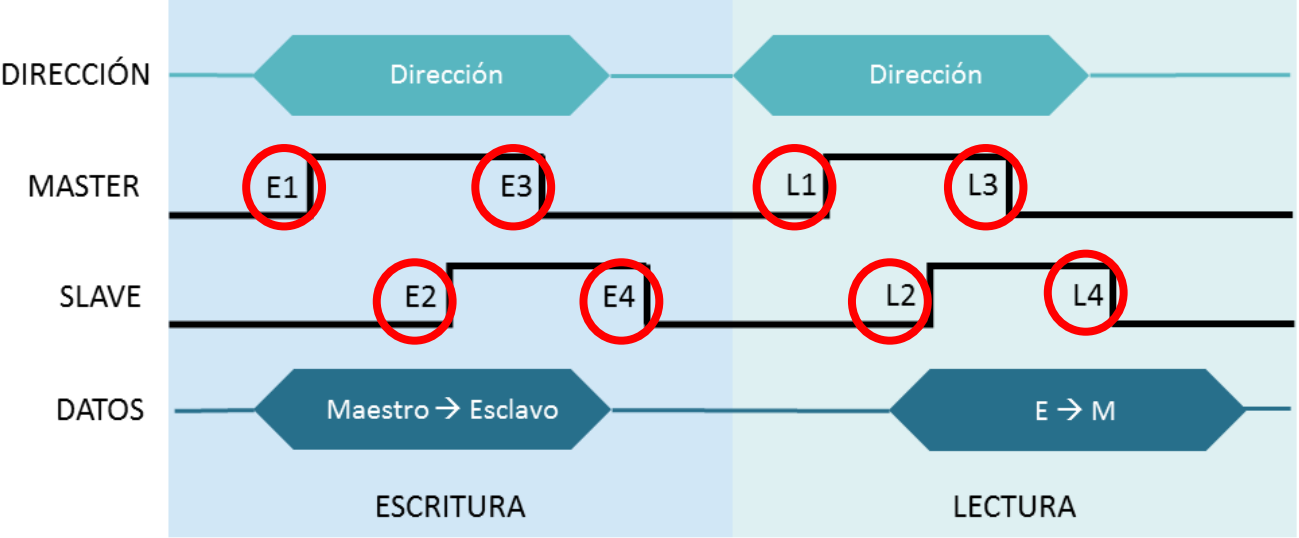 DIRECCIÓN Dirección Dirección
MASTER E1 E3 L1 L3
SLAVE E2 E4 L2 L4
DATOS Maestro → Esclavo E → M
ESCRITURA LECTURA